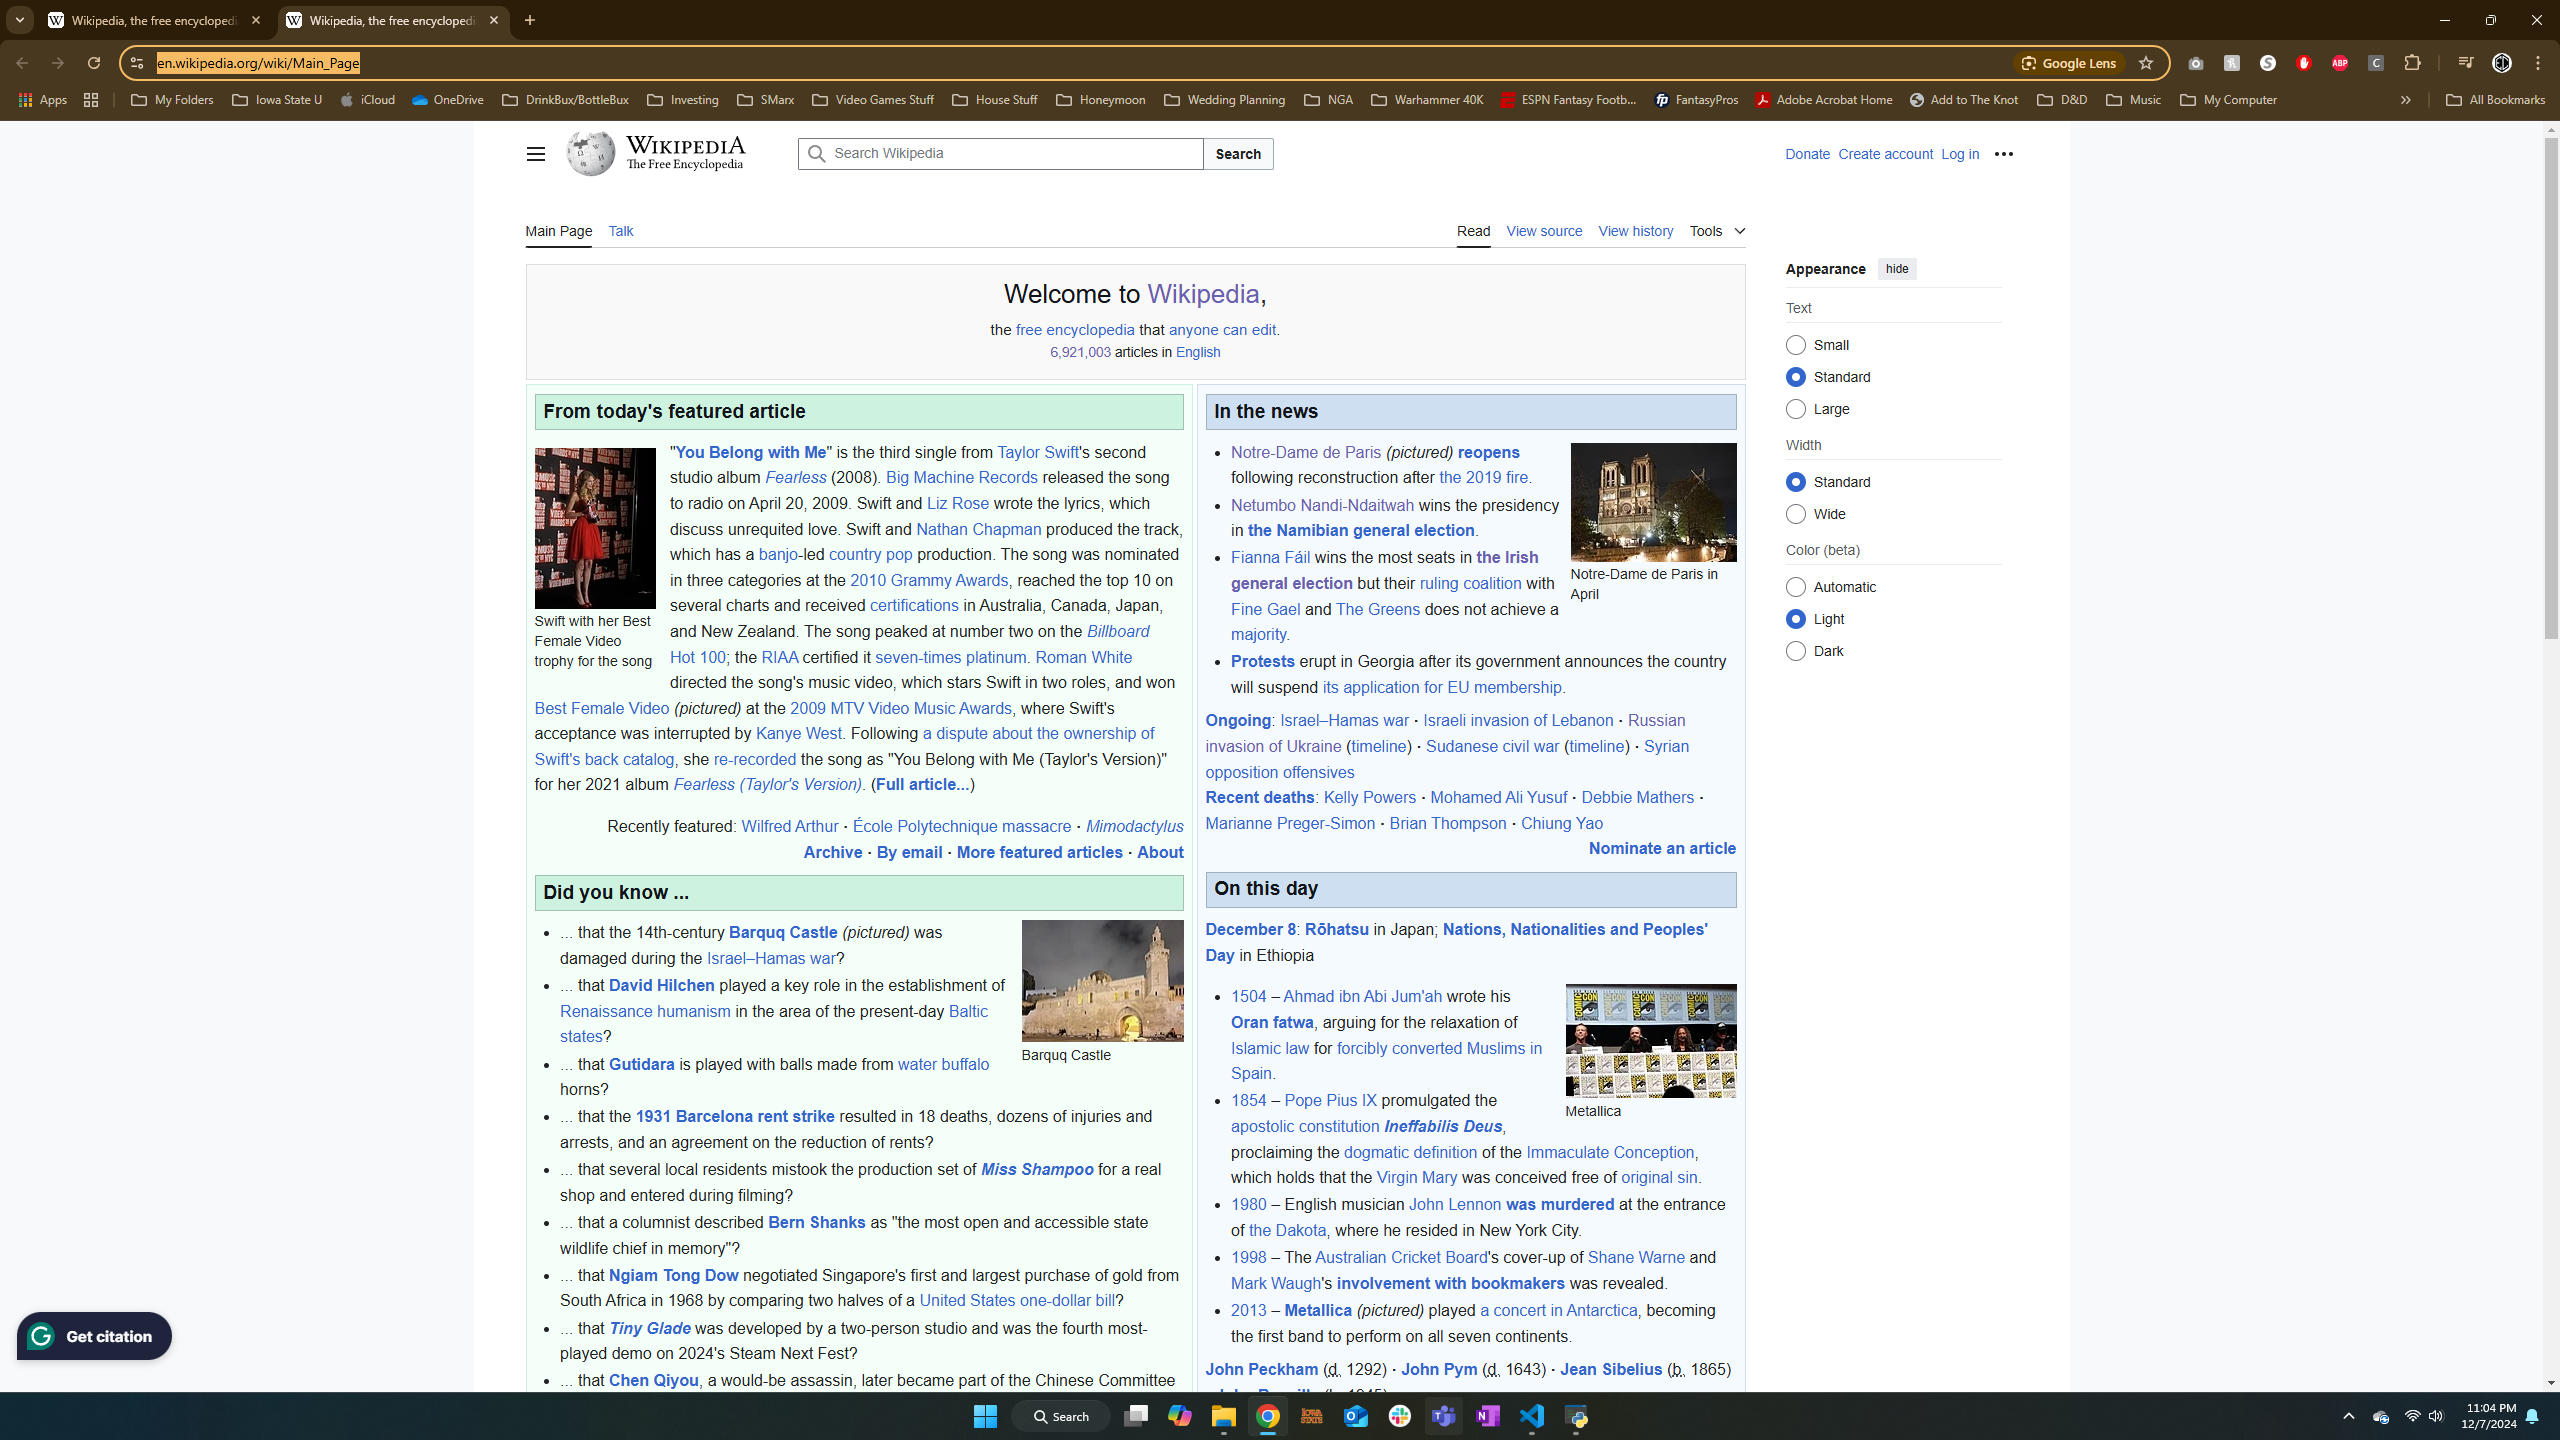 Wikipedia, the free encyclopedi
Wikipedia, the free encyclopedi
en.wikipedia.org/wiki/Main_Page
Google Lens
Apps
My Folders
Iowa State U
iCloud
OneDrive
DrinkBux/BottleBux
Investing
SMarx
Video Games Stuff
House Stuff
Honeymoon
Wedding Planning
NGA
Warhammer 40K
ESPN Fantasy Footb...
FantasyPros
Adobe Acrobat Home
Add to The Knot
D&D
Music
My Computer
All Bookmarks
WIKIPEDIA
The Free Encyclopedia
Search Wikipedia
Search
Donate Create account Log in
Main Page Talk
Read View source View history Tools
Welcome to Wikipedia,
the free encyclopedia that anyone can edit.
6,921,003 articles in English
From today's featured article
Swift with her Best
Female Video
trophy for the song
"You Belong with Me" is the third single from Taylor Swift's second
studio album Fearless (2008). Big Machine Records released the song
to radio on April 20, 2009. Swift and Liz Rose wrote the lyrics, which
discuss unrequited love. Swift and Nathan Chapman produced the track,
which has a banjo-led country pop production. The song was nominated
in three categories at the 2010 Grammy Awards, reached the top 10 on
several charts and received certifications in Australia, Canada, Japan,
and New Zealand. The song peaked at number two on the Billboard
Hot 100; the RIAA certified it seven-times platinum. Roman White
directed the song's music video, which stars Swift in two roles, and won
Best Female Video (pictured) at the 2009 MTV Video Music Awards, where Swift's
acceptance was interrupted by Kanye West. Following a dispute about the ownership of
Swift's back catalog, she re-recorded the song as "You Belong with Me (Taylor's Version)"
for her 2021 album Fearless (Taylor's Version). (Full article...)
Recently featured: Wilfred Arthur · École Polytechnique massacre · Mimodactylus
Archive · By email · More featured articles · About
Did you know ...
... that the 14th-century Barquq Castle (pictured) was
damaged during the Israel–Hamas war?
... that David Hilchen played a key role in the establishment of
Renaissance humanism in the area of the present-day Baltic
states?
... that Gutidara is played with balls made from water buffalo
horns?
Barquq Castle
... that the 1931 Barcelona rent strike resulted in 18 deaths, dozens of injuries and
arrests, and an agreement on the reduction of rents?
... that several local residents mistook the production set of Miss Shampoo for a real
shop and entered during filming?
... that a columnist described Bern Shanks as "the most open and accessible state
wildlife chief in memory"?
... that Ngiam Tong Dow negotiated Singapore's first and largest purchase of gold from
South Africa in 1968 by comparing two halves of a United States one-dollar bill?
... that Tiny Glade was developed by a two-person studio and was the fourth most-
played demo on 2024's Steam Next Fest?
... that Chen Qiyou, a would-be assassin, later became part of the Chinese Committee
In the news
Notre-Dame de Paris (pictured) reopens
following reconstruction after the 2019 fire.
Netumbo Nandi-Ndaitwah wins the presidency
in the Namibian general election.
Fianna Fáil wins the most seats in the Irish
general election but their ruling coalition with
Fine Gael and The Greens does not achieve a
majority.
Notre-Dame de Paris in
April
Protests erupt in Georgia after its government announces the country
will suspend its application for EU membership.
Ongoing: Israel–Hamas war · Israeli invasion of Lebanon · Russian
invasion of Ukraine (timeline) · Sudanese civil war (timeline) · Syrian
opposition offensives
Recent deaths: Kelly Powers · Mohamed Ali Yusuf · Debbie Mathers ·
Marianne Preger-Simon · Brian Thompson · Chiung Yao
Nominate an article
On this day
December 8: Rōhatsu in Japan; Nations, Nationalities and Peoples'
Day in Ethiopia
1504 – Ahmad ibn Abi Jum'ah wrote his
Oran fatwa, arguing for the relaxation of
Islamic law for forcibly converted Muslims in
Spain.
1854 – Pope Pius IX promulgated the
apostolic constitution Ineffabilis Deus,
proclaiming the dogmatic definition of the Immaculate Conception,
which holds that the Virgin Mary was conceived free of original sin.
Metallica
1980 – English musician John Lennon was murdered at the entrance
of the Dakota, where he resided in New York City.
1998 – The Australian Cricket Board's cover-up of Shane Warne and
Mark Waugh's involvement with bookmakers was revealed.
2013 – Metallica (pictured) played a concert in Antarctica, becoming
the first band to perform on all seven continents.
John Peckham (d. 1292) · John Pym (d. 1643) · Jean Sibelius (b. 1865)
Appearance hide
Text
Small
Standard
Large
Width
Standard
Wide
Color (beta)
Automatic
Light
Dark
Get citation
Search
11:04 PM
12/7/2024